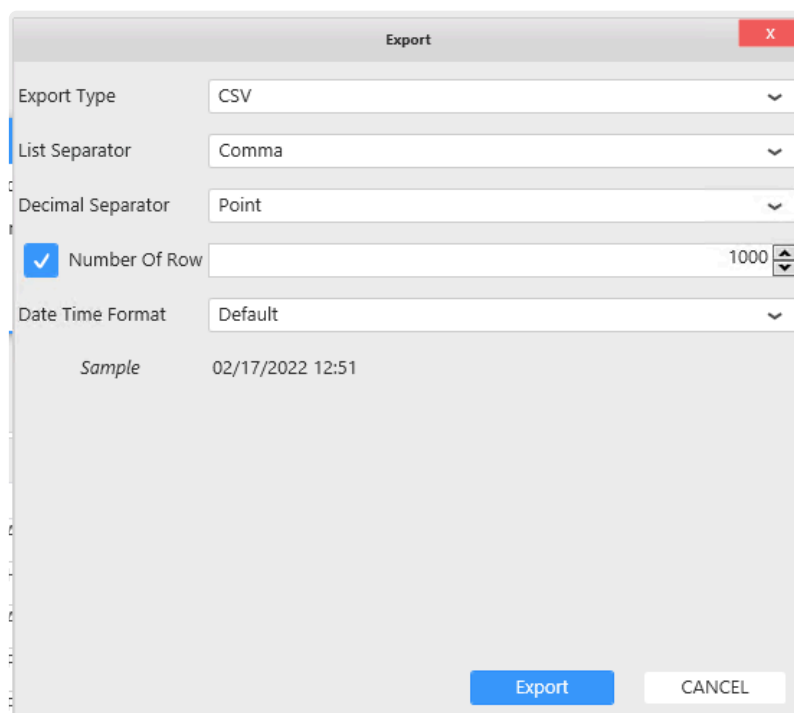 Export
x
Export Type CSV
List Separator Comma
Decimal Separator Point
Number Of Row 1000
Date Time Format Default
Sample 02/17/2022 12:51
Export CANCEL